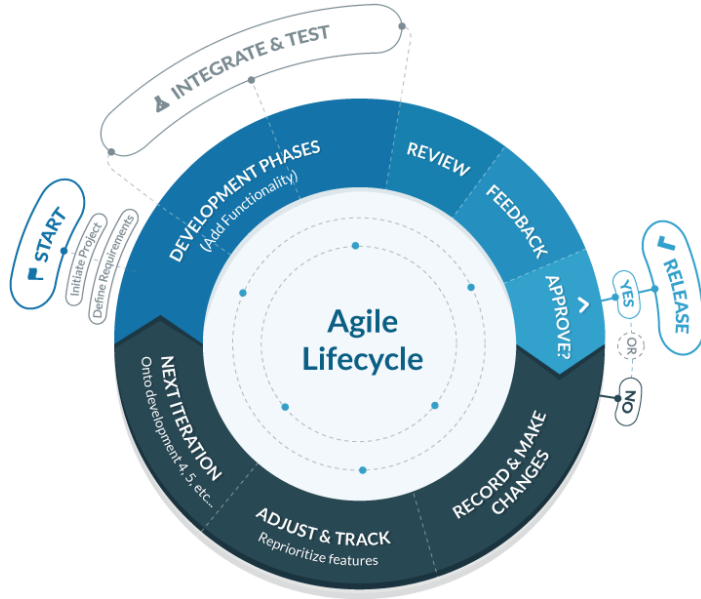 INTEGRATE & TEST
START
Initiate Project
Define Requirements
DEVELOPMENT PHASES
(Add Functionality)
REVIEW
FEEDBACK
APPROVE?
YES
OR
NO
RELEASE
RECORD & MAKE
CHANGES
ADJUST & TRACK
Reprioritize features
NEXT ITERATION
Onto development 4, 5, etc...
Agile
Lifecycle